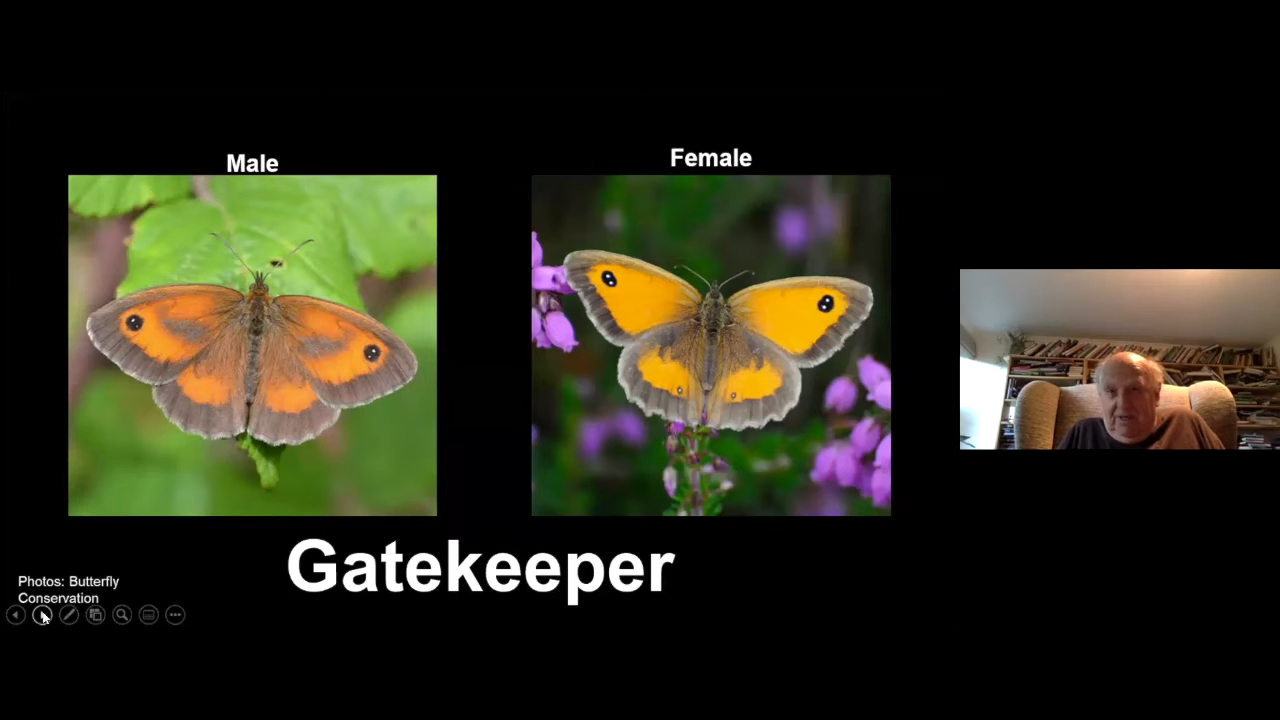 Male
Female
Gatekeeper
Photos: Butterfly
Conservation